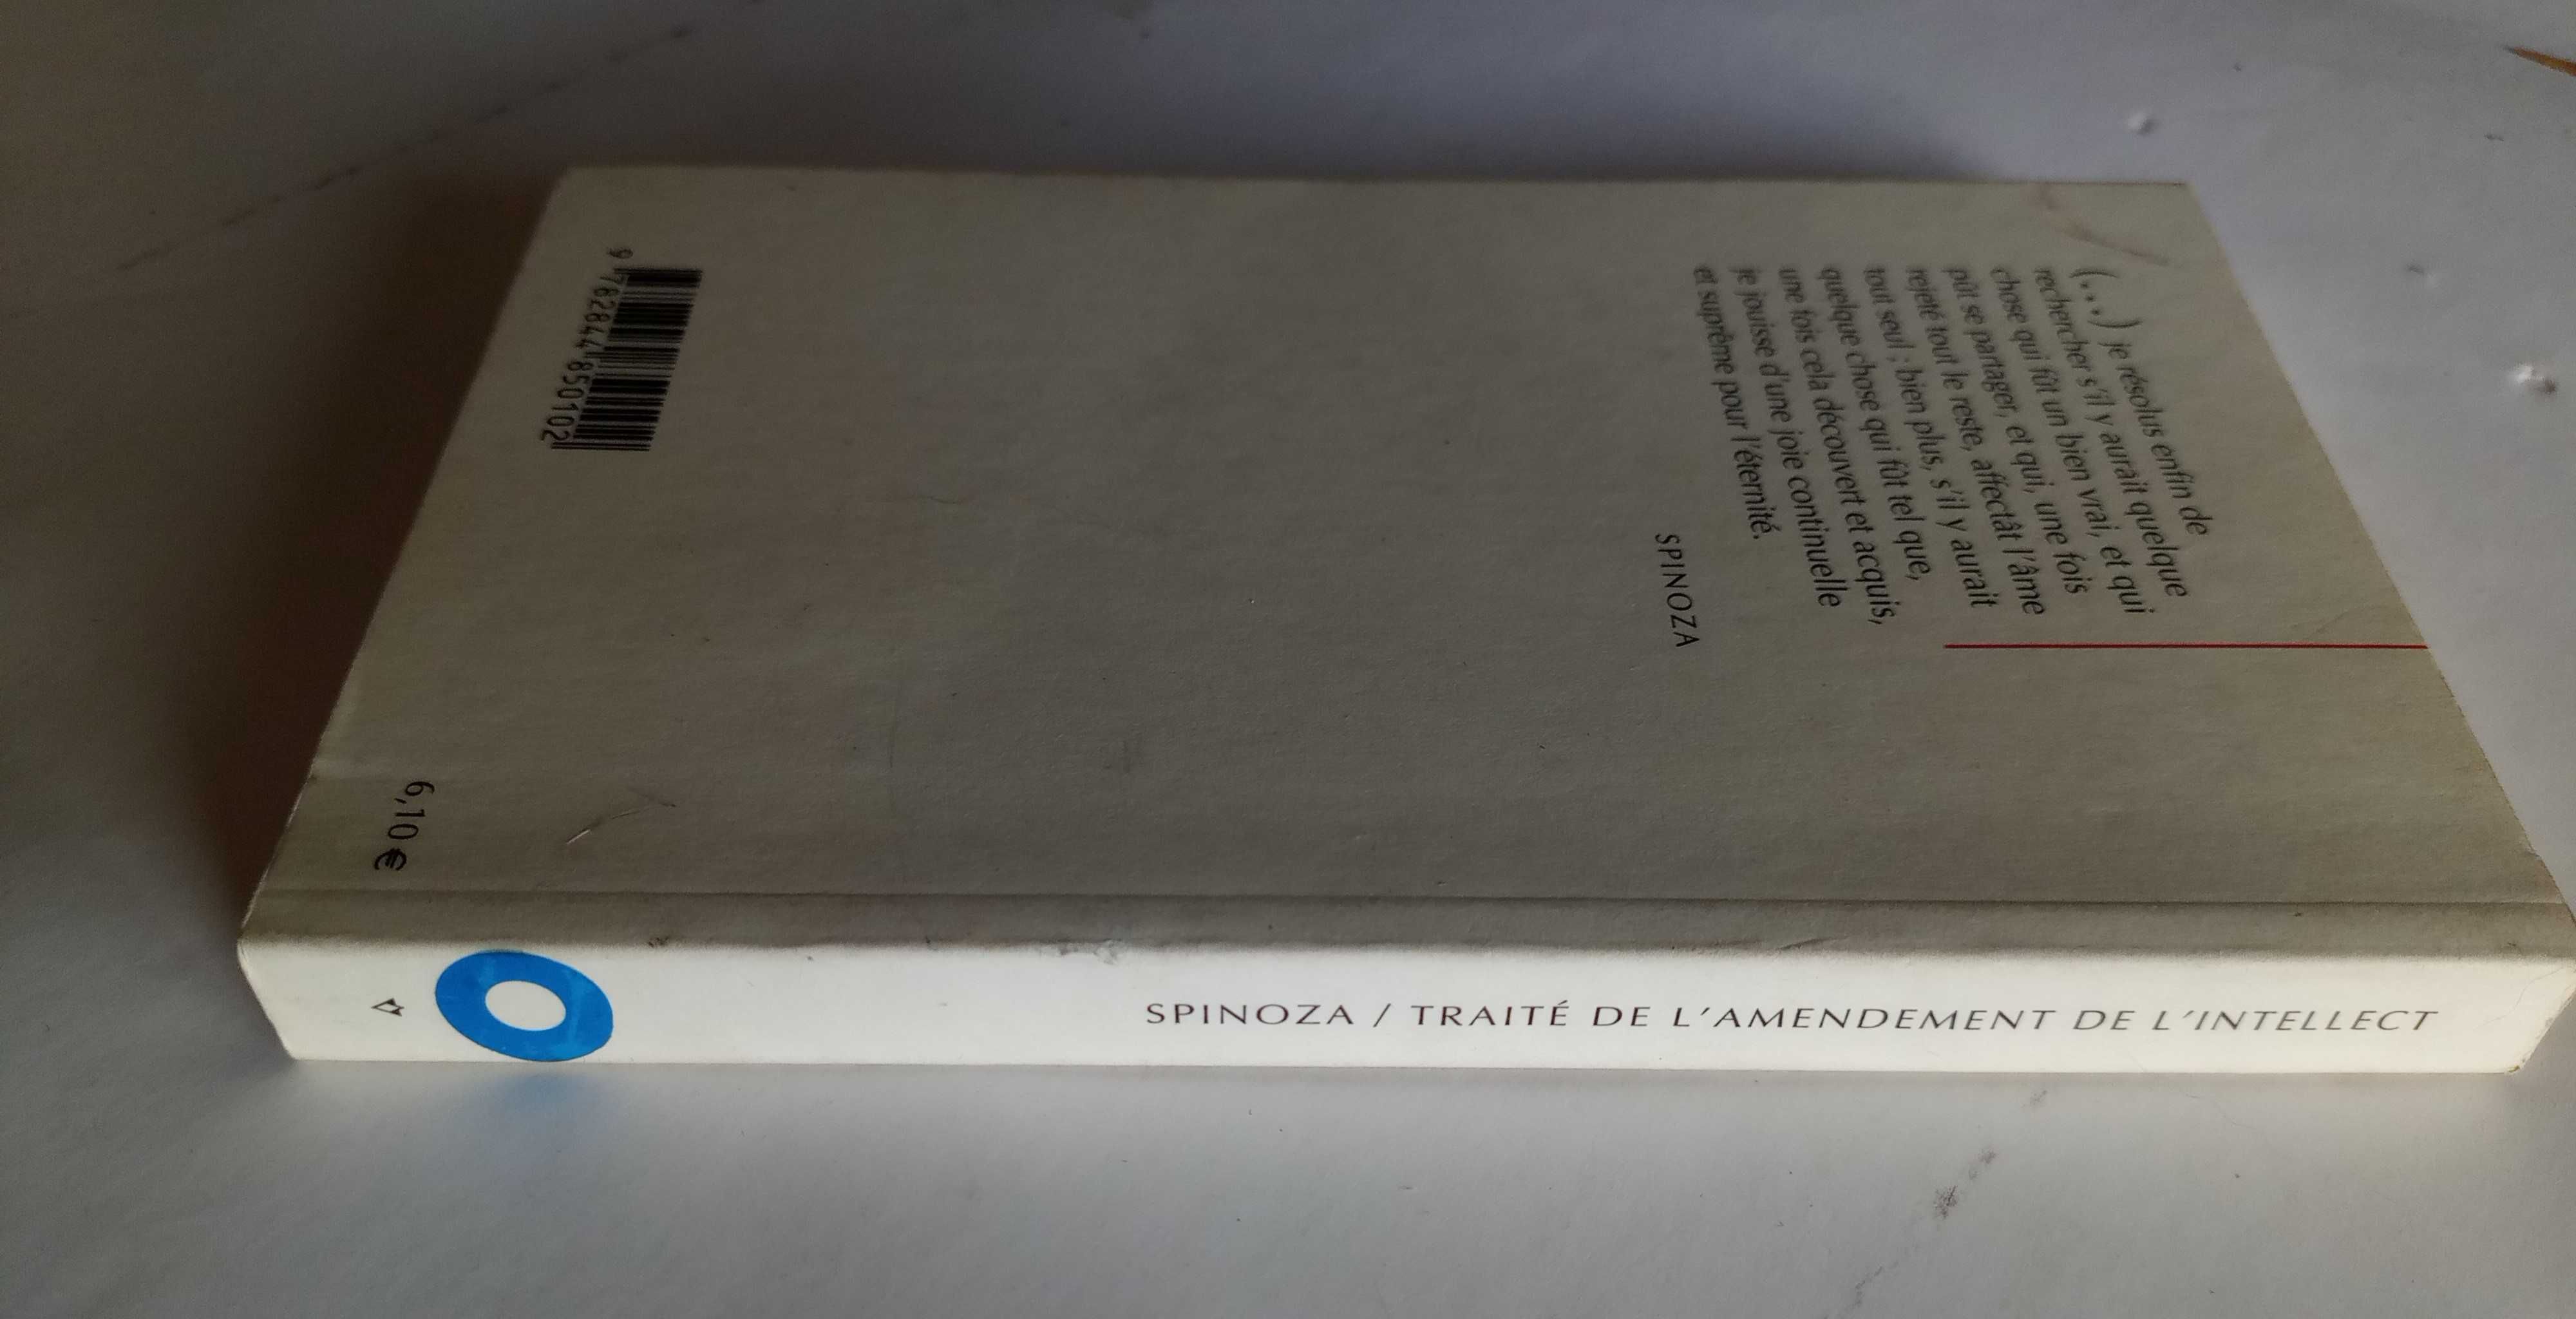 (...) je résolus enfin de
rechercher s'il y aurait quelque
chose qui fût un bien vrai, et qui
pût se partager, et qui, une fois
rejeté tout le reste, affectât l'âme
tout seul ; bien plus, s'il y aurait
quelque chose qui fût tel que,
une fois cela découvert et acquis,
je jouisse d'une joie continuelle
et suprême pour l'éternité.
SPINOZA
9 782844 850102
6,10 €
SPINOZA / TRAITÉ DE L'AMENDEMENT DE L'INTELLECT